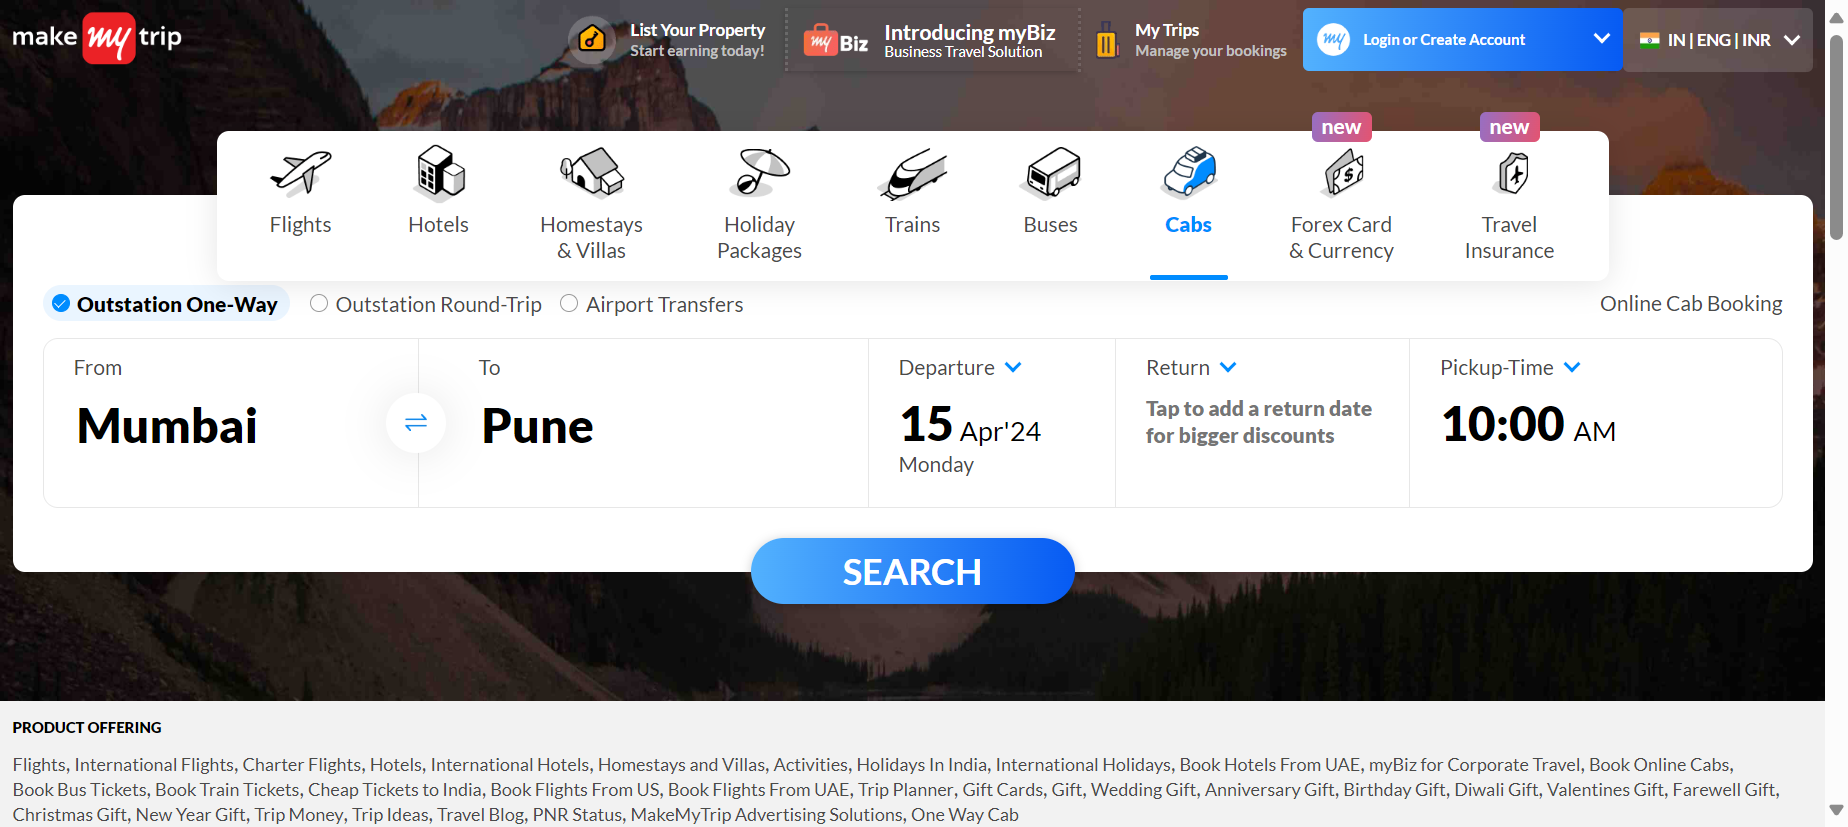 make my trip
List Your Property
Start earning today!
my Biz
Introducing myBiz
Business Travel Solution
My Trips
Manage your bookings
my
Login or Create Account
IN | ENG | INR
new
new
Flights
Hotels
Homestays
& Villas
Holiday
Packages
Trains
Buses
Cabs
Forex Card
& Currency
Travel
Insurance
Outstation One-Way
Outstation Round-Trip
Airport Transfers
Online Cab Booking
From
Mumbai
To
Pune
Departure
15 Apr'24
Monday
Return
Tap to add a return date
for bigger discounts
Pickup-Time
10:00 AM
SEARCH
PRODUCT OFFERING
Flights, International Flights, Charter Flights, Hotels, International Hotels, Homestays and Villas, Activities, Holidays In India, International Holidays, Book Hotels From UAE, myBiz for Corporate Travel, Book Online Cabs,
Book Bus Tickets, Book Train Tickets, Cheap Tickets to India, Book Flights From US, Book Flights From UAE, Trip Planner, Gift Cards, Gift, Wedding Gift, Anniversary Gift, Birthday Gift, Diwali Gift, Valentines Gift, Farewell Gift,
Christmas Gift, New Year Gift, Trip Money, Trip Ideas, Travel Blog, PNR Status, MakeMyTrip Advertising Solutions, One Way Cab